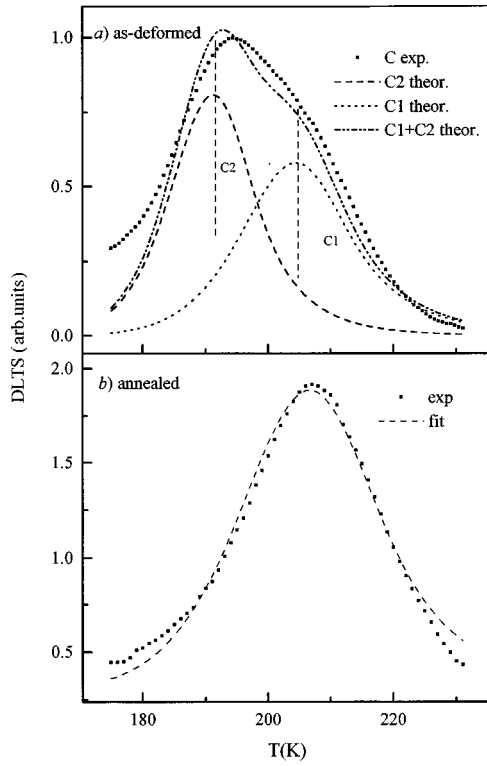 a) as-deformed
C exp.
C2 theor.
C1 theor.
C1+C2 theor.
C2
C1
1.0
0.5
0.0
DLTS (arb.units)
b) annealed
exp
fit
2.0
1.5
1.0
0.5
180
200
220
T(K)